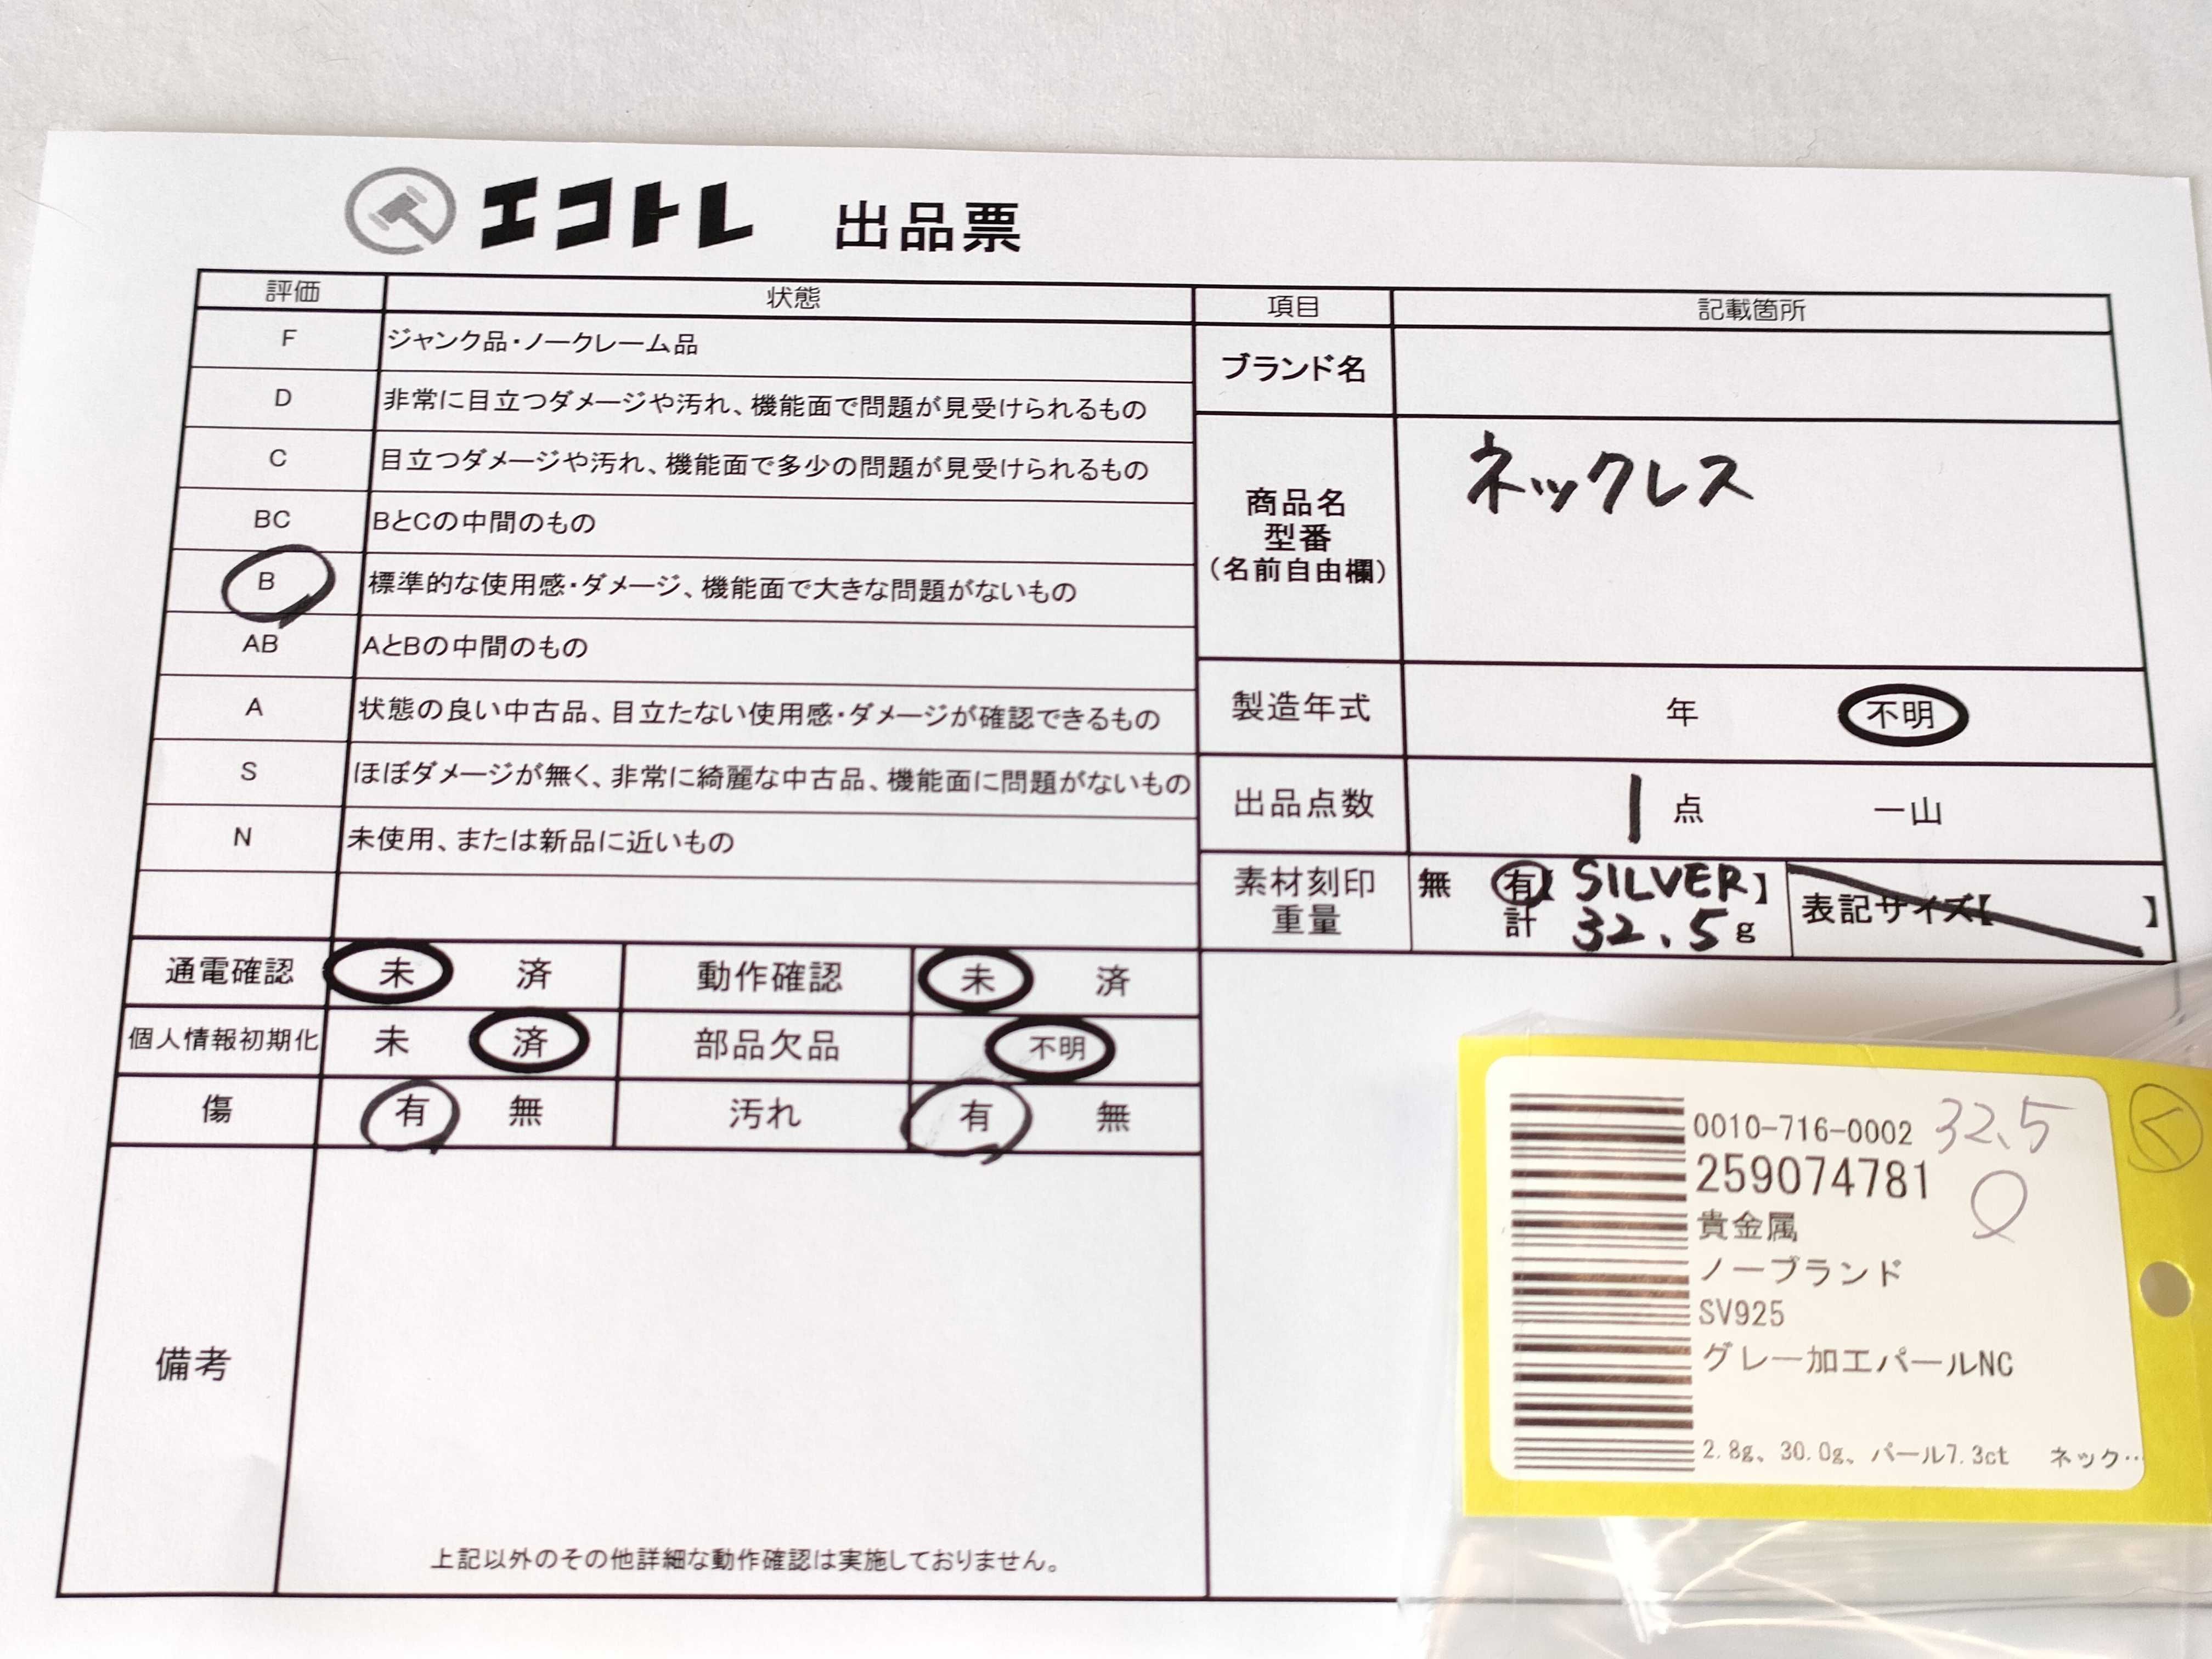 エコトレ 出品票
評価 状態
F ジャンク品・ノークレーム品
D 非常に目立つダメージや汚れ、機能面で問題が見受けられるもの
C 目立つダメージや汚れ、機能面で多少の問題が見受けられるもの
BC BとCの中間のもの
B 標準的な使用感・ダメージ、機能面で大きな問題がないもの
AB AとBの中間のもの
A 状態の良い中古品、目立たない使用感・ダメージが確認できるもの
S ほぼダメージが無く、非常に綺麗な中古品、機能面に問題がないもの
N 未使用、または新品に近いもの
通電確認 未 済 動作確認 未 済
個人情報初期化 未 済 部品欠品 不明
傷 有 無 汚れ 有 無
備考
上記以外のその他詳細な動作確認は実施しておりません。
項目 記載箇所
ブランド名
商品名
型番
(名前自由欄)
ネックレス
製造年式 年 不明
出品点数 1 点 一山
素材刻印 無 有【SILVER】
重量 計 32.5g
表記サイズ【 】
0010-716-0002 32.5
259074781
貴金属
ノーブランド
SV925
グレー加工パールNC
2.8g、30.0g、パール7.3ct ネック…